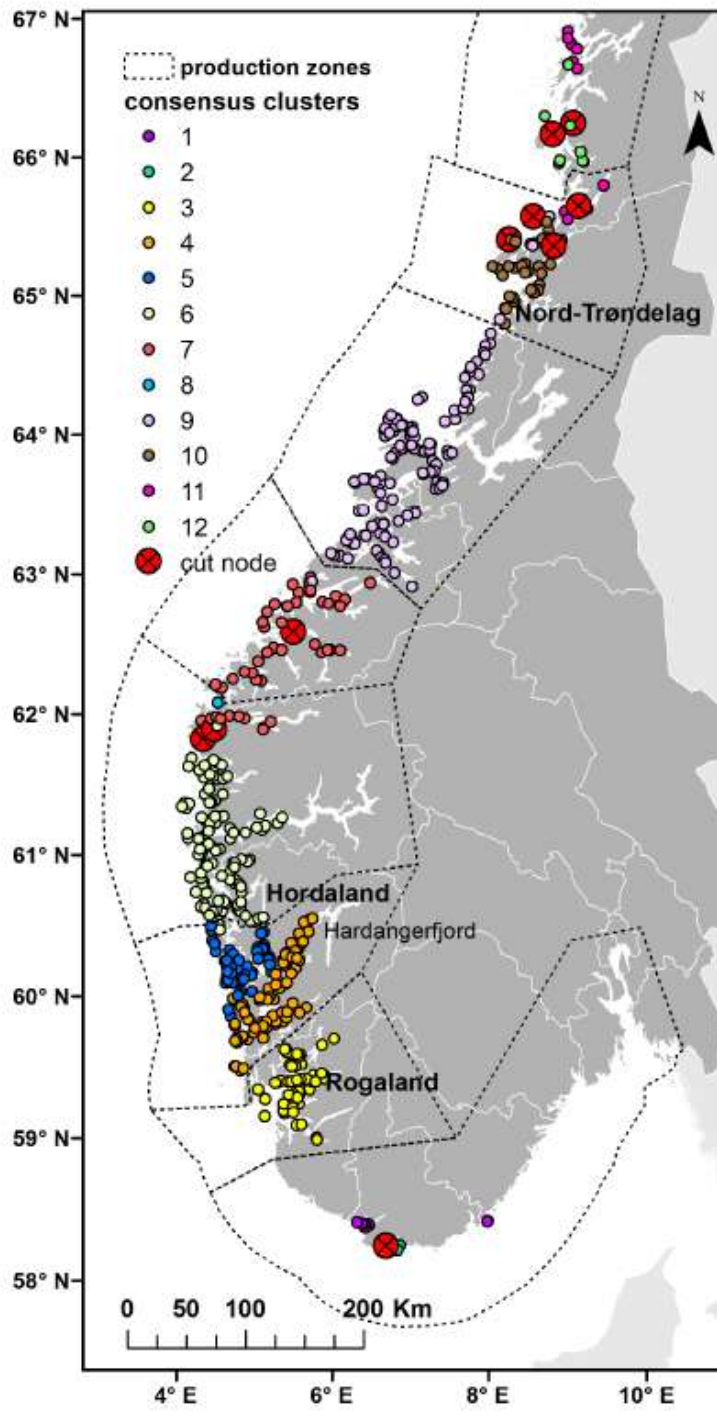 67° N
production zones
consensus clusters
1
2
3
4
5
6
7
8
9
10
11
12
cut node
N
66° N
65° N
Nord-Trøndelag
64° N
63° N
62° N
61° N
Hordaland
Hardangerfjord
60° N
Rogaland
59° N
58° N
0 50 100 200 Km
4° E 6° E 8° E 10° E